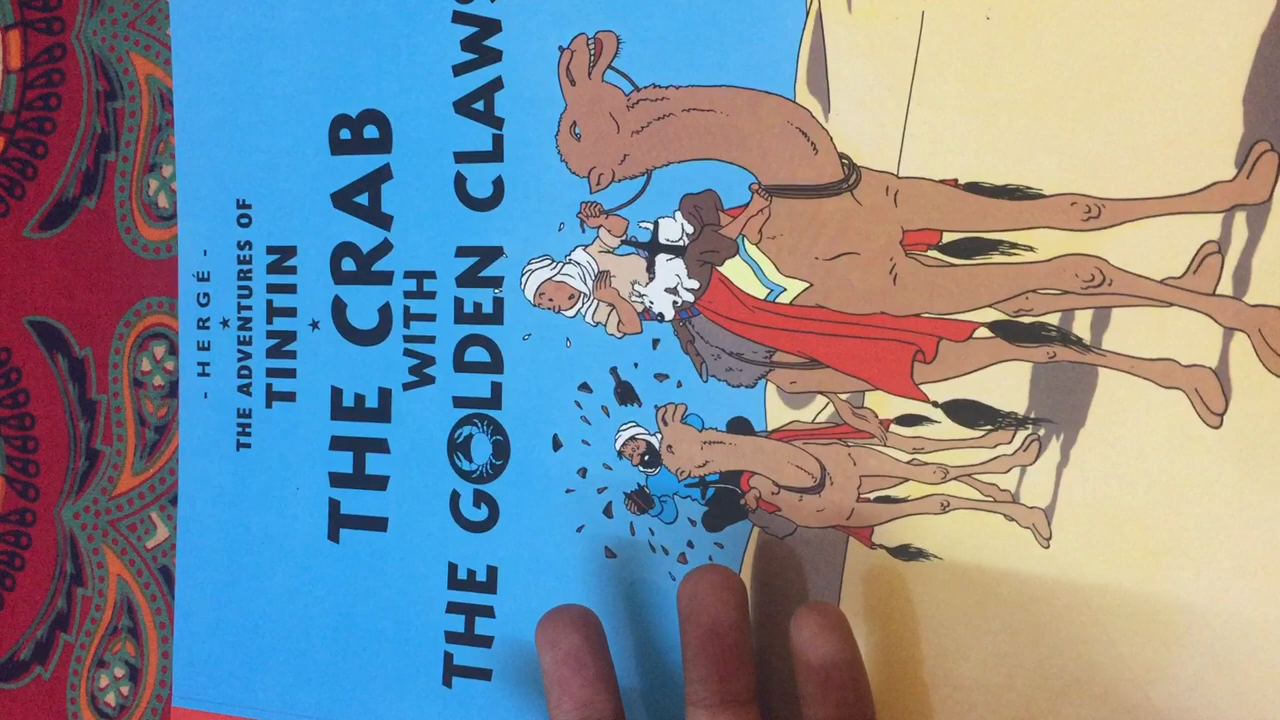 - HERGÉ -
THE ADVENTURES OF
TINTIN
THE CRAB
WITH
THE GOLDEN CLAWS